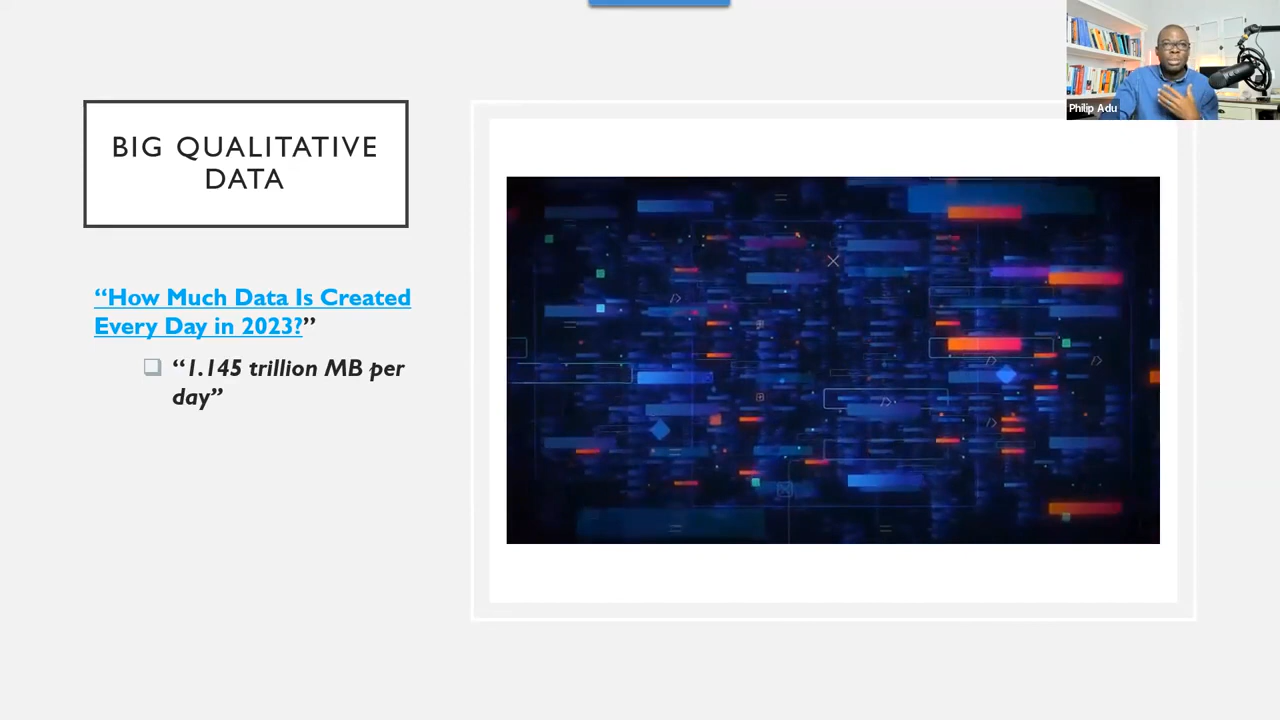 BIG QUALITATIVE
DATA
“How Much Data Is Created
Every Day in 2023?”
“1.145 trillion MB per
day”
Philip Adu